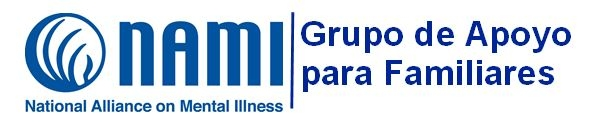 NAMI
National Alliance on Mental Illness
Grupo de Apoyo
para Familiares